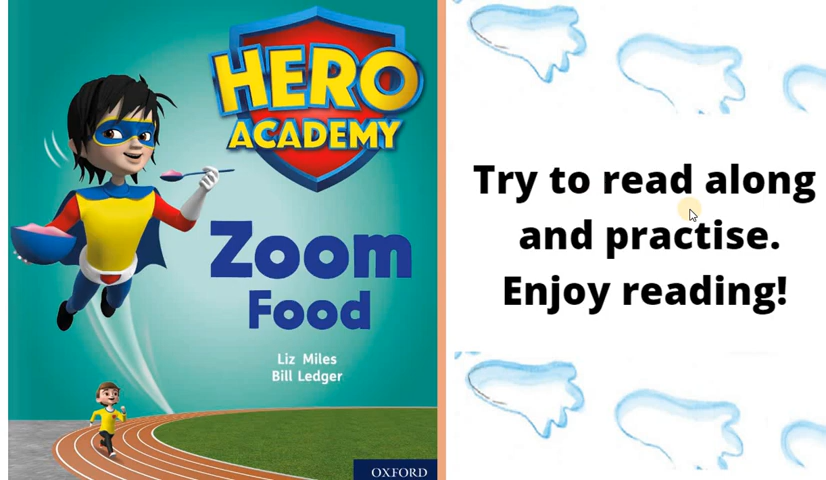 HERO
ACADEMY
Zoom
Food
Liz Miles
Bill Ledger
OXFORD
Try to read along
and practise.
Enjoy reading!